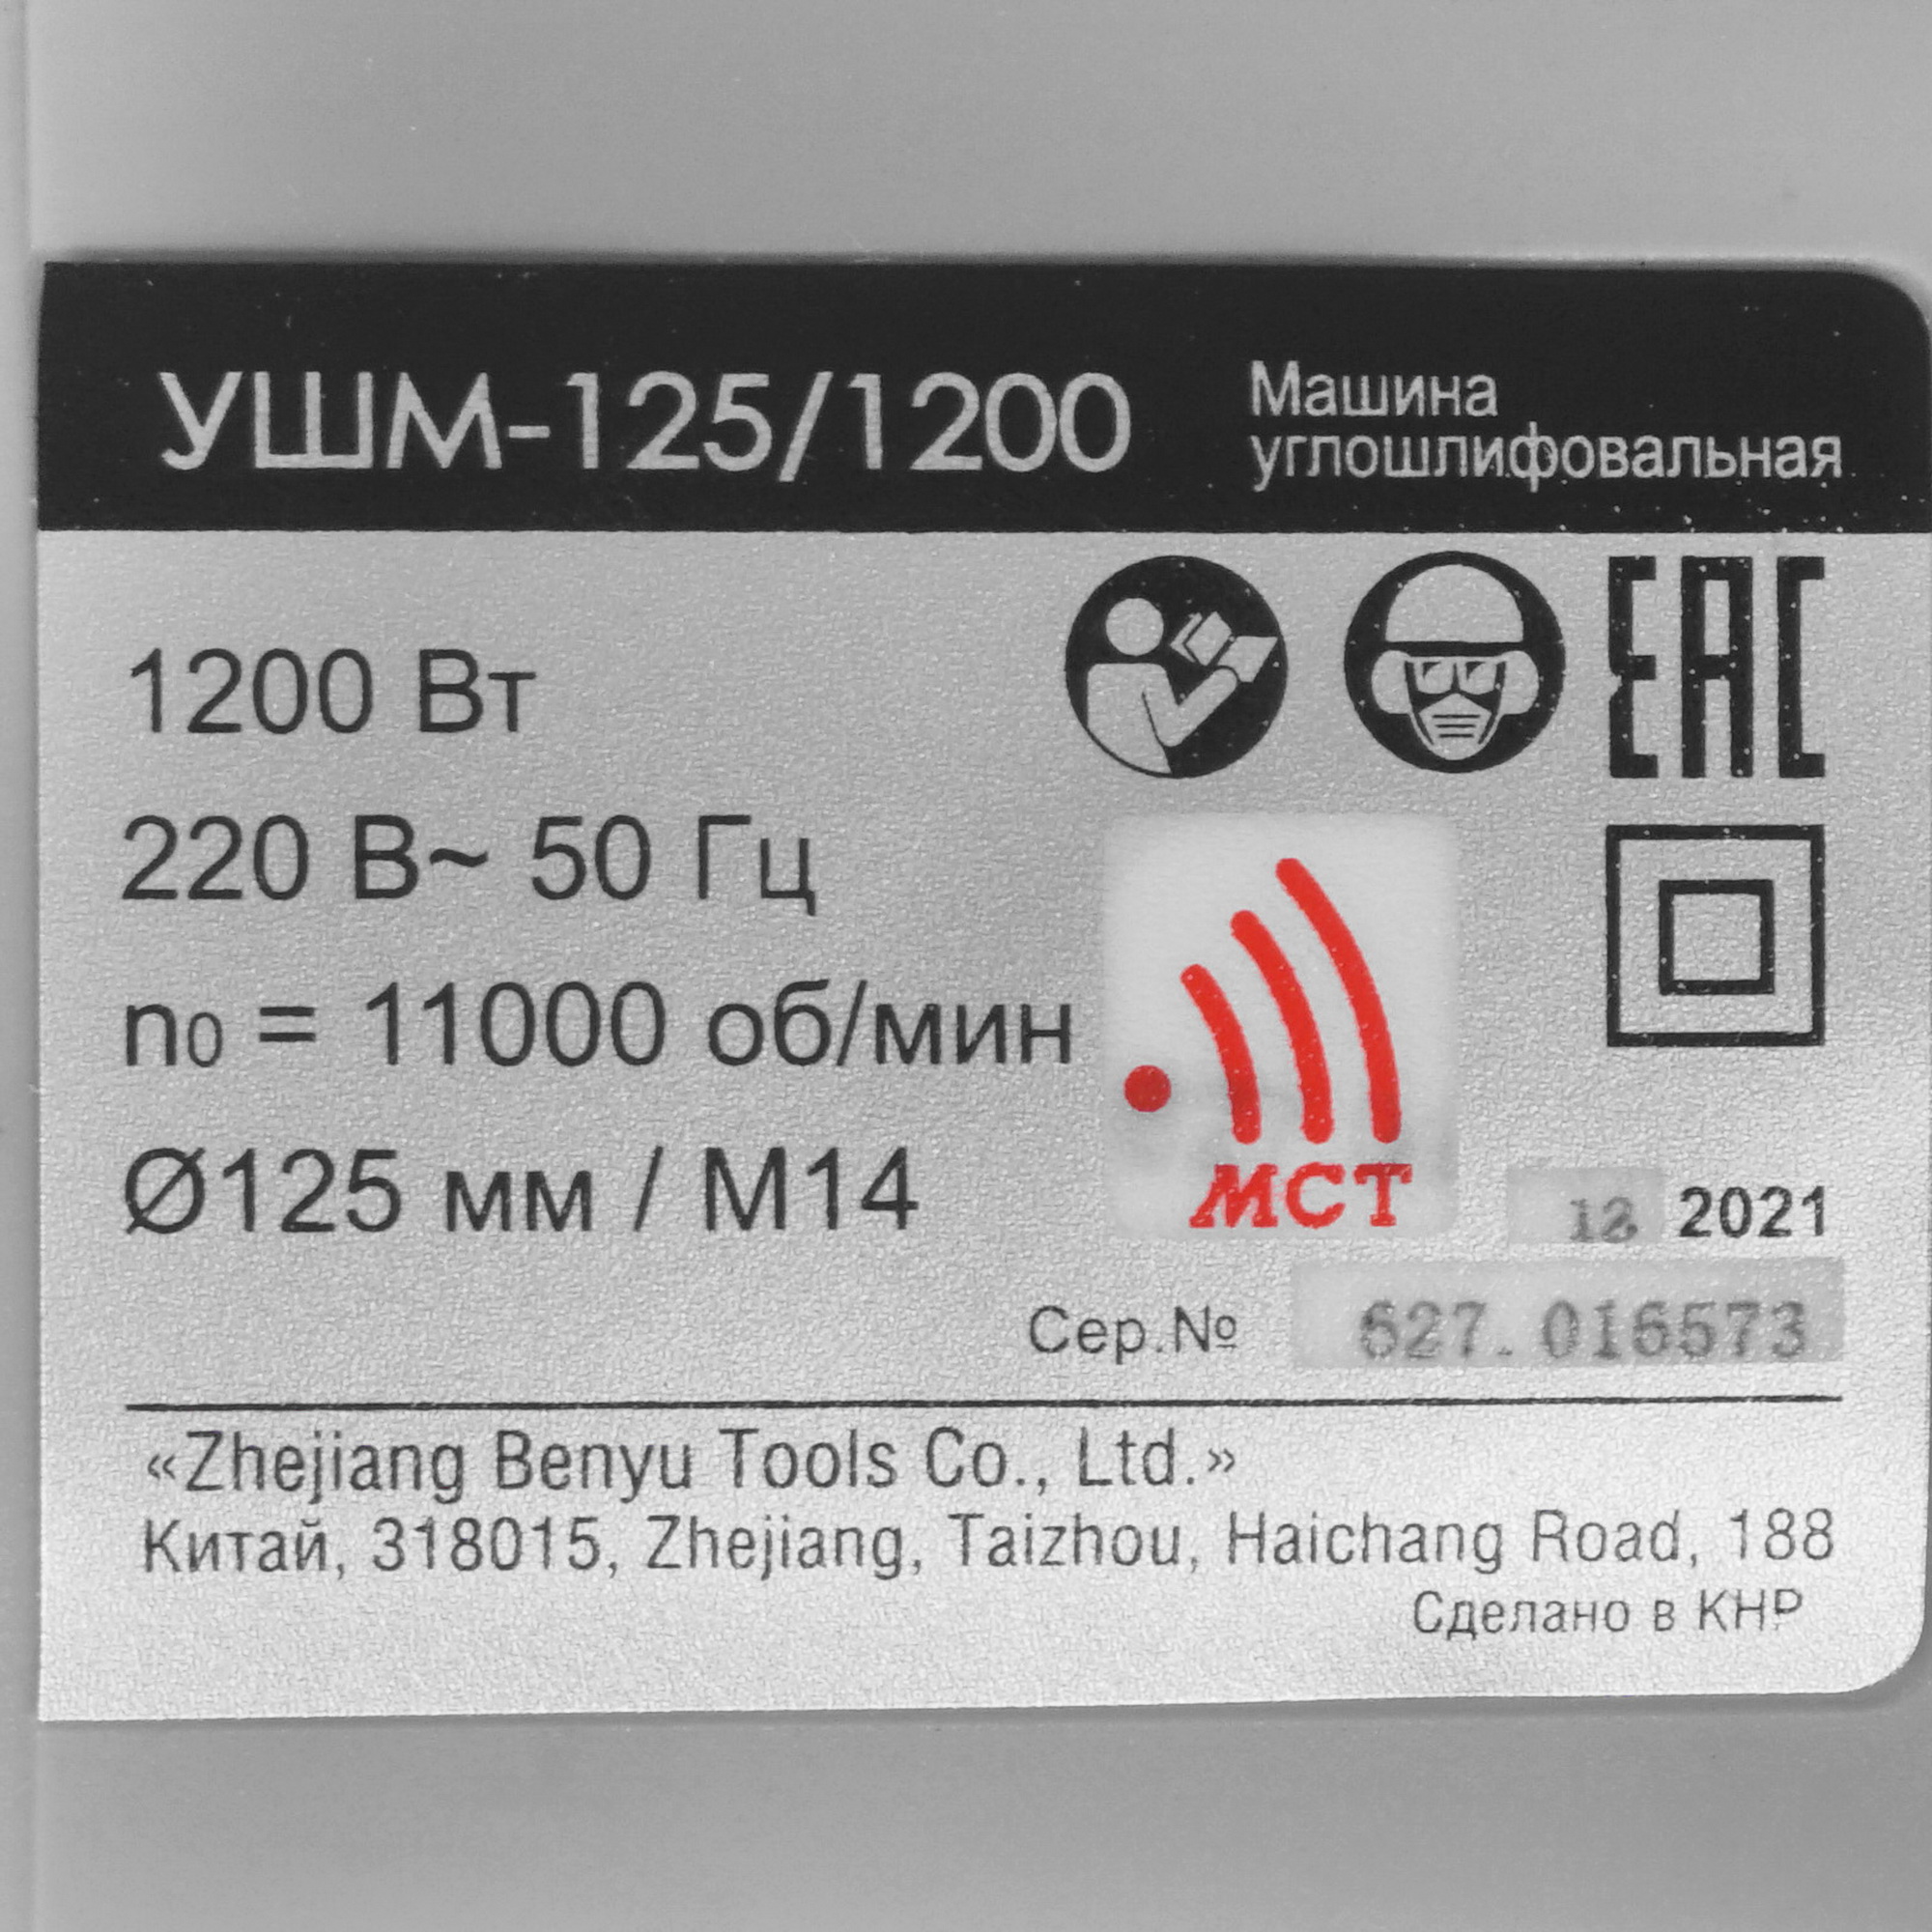 УШМ-125/1200
Машина
углошлифовальная
1200 Вт
220 В~ 50 Гц
n0 = 11000 об/мин
Ø125 мм / М14
ЕАС
МСТ
12 2021
Сер.№ 627.016573
«Zhejiang Benyu Tools Co., Ltd.»
Китай, 318015, Zhejiang, Taizhou, Haichang Road, 188
Сделано в КНР